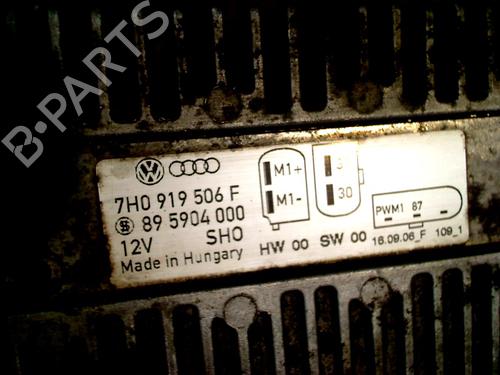 B-PARTS
7H0 919 506 F
89 5904 000
12V SHO
Made in Hungary
M1+
M1-
30
HW 00 SW 00
PWM1 87
16.09.06_F 109_1